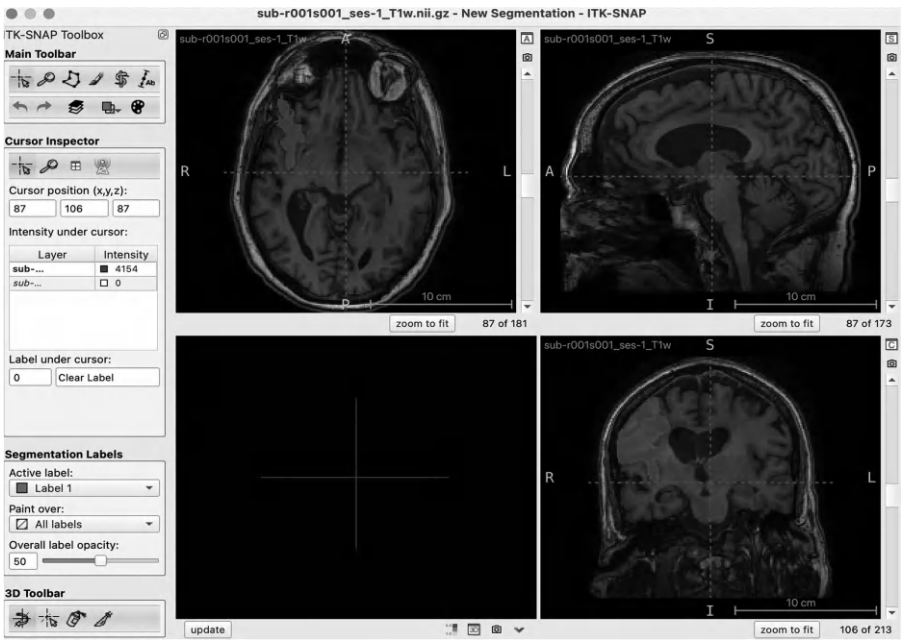 sub-r001s001_ses-1_T1w.nii.gz - New Segmentation - ITK-SNAP
TK-SNAP Toolbox
Main Toolbar
Ab
Cursor Inspector
Cursor position (x,y,z):
87 106 87
Intensity under cursor:
Layer Intensity
sub-... 4154
sub-... 0
Label under cursor:
0 Clear Label
Segmentation Labels
Active label:
Label 1
Paint over:
All labels
Overall label opacity:
50
3D Toolbar
sub-r001s001_ses-1_T1w
A
A
R
L
P
10 cm
zoom to fit 87 of 181
sub-r001s001_ses-1_T1w
S
S
A
P
I
10 cm
zoom to fit 87 of 173
update
3D
sub-r001s001_ses-1_T1w
S
C
R
L
I
10 cm
zoom to fit 106 of 213